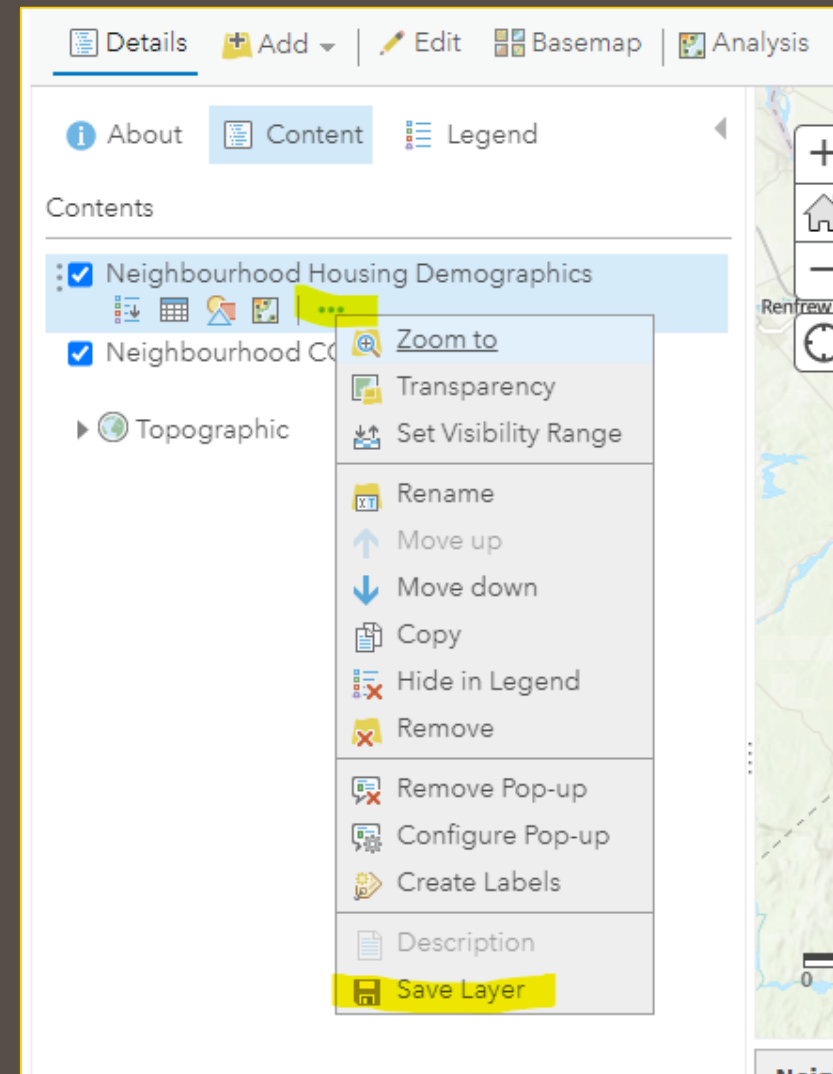 Details Add Edit Basemap Analysis
About Content Legend
Contents
Neighbourhood Housing Demographics
Neighbourhood
Topographic
Zoom to
Transparency
Set Visibility Range
Rename
Move up
Move down
Copy
Hide in Legend
Remove
Remove Pop-up
Configure Pop-up
Create Labels
Description
Save Layer
Renfrew
0